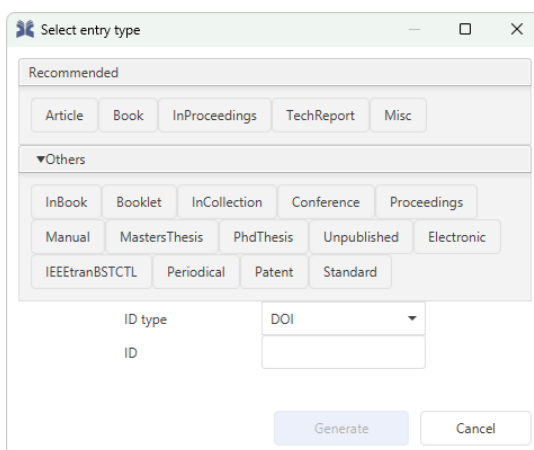 Select entry type
Recommended
Article Book InProceedings TechReport Misc
▼Others
InBook Booklet InCollection Conference Proceedings
Manual MastersThesis PhdThesis Unpublished Electronic
IEEEtranBSTCTL Periodical Patent Standard
ID type DOI
ID
Generate Cancel